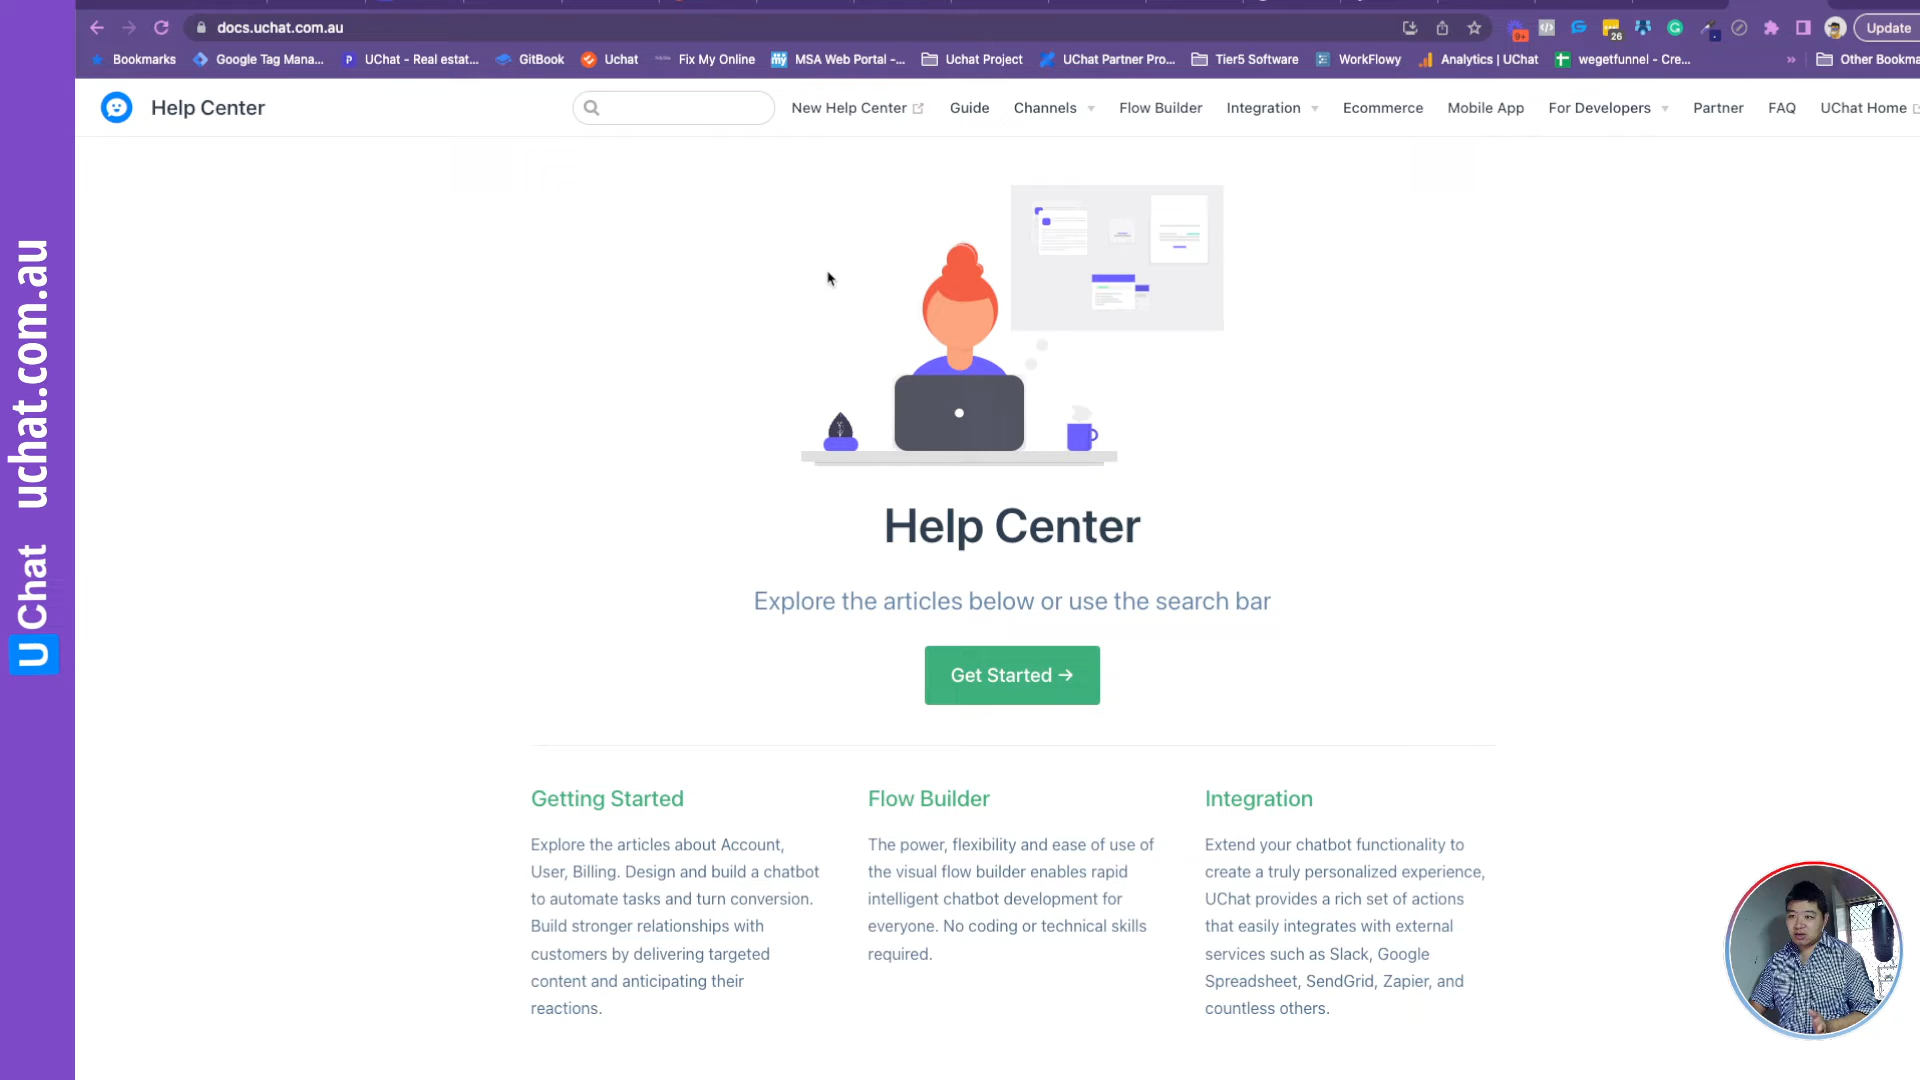 docs.uchat.com.au
9+
26
Update
Bookmarks
Google Tag Mana...
UChat - Real estat...
GitBook
Uchat
Fix My Online
MSA Web Portal -...
Uchat Project
UChat Partner Pro...
Tier5 Software
WorkFlowy
Analytics | UChat
wegetfunnel - Cre...
»
Other Bookma
Help Center
New Help Center
Guide
Channels
Flow Builder
Integration
Ecommerce
Mobile App
For Developers
Partner
FAQ
UChat Home
UChat uchat.com.au
Help Center
Explore the articles below or use the search bar
Get Started →
Getting Started
Explore the articles about Account,
User, Billing. Design and build a chatbot
to automate tasks and turn conversion.
Build stronger relationships with
customers by delivering targeted
content and anticipating their
reactions.
Flow Builder
The power, flexibility and ease of use of
the visual flow builder enables rapid
intelligent chatbot development for
everyone. No coding or technical skills
required.
Integration
Extend your chatbot functionality to
create a truly personalized experience,
UChat provides a rich set of actions
that easily integrates with external
services such as Slack, Google
Spreadsheet, SendGrid, Zapier, and
countless others.